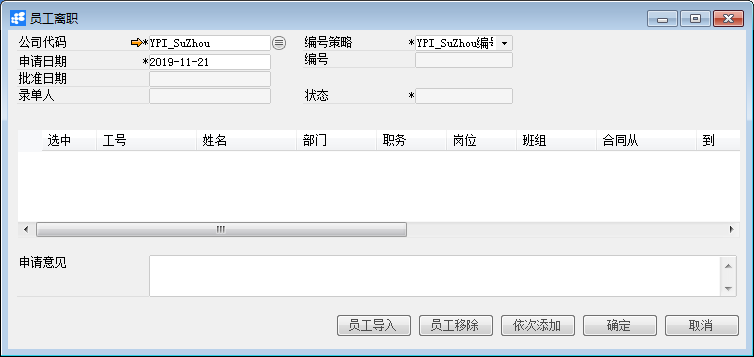 员工离职
公司代码 *YPI_SuZhou 编号策略 *YPI_SuZhou编号
申请日期 *2019-11-21 编号
批准日期
录单人 状态 *
选中 工号 姓名 部门 职务 岗位 班组 合同从 到
申请意见
员工导入 员工移除 依次添加 确定 取消